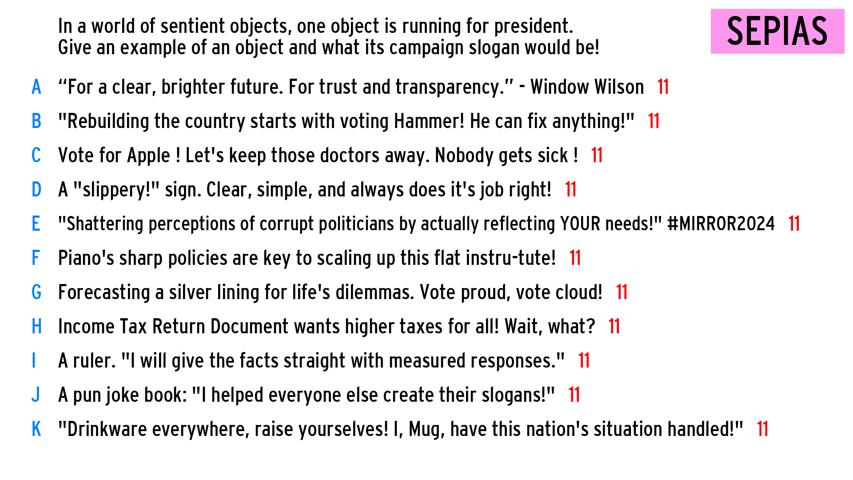 In a world of sentient objects, one object is running for president.
Give an example of an object and what its campaign slogan would be!
SEPIAS
A “For a clear, brighter future. For trust and transparency.” - Window Wilson 11
B "Rebuilding the country starts with voting Hammer! He can fix anything!" 11
C Vote for Apple ! Let's keep those doctors away. Nobody gets sick ! 11
D A "slippery!" sign. Clear, simple, and always does it's job right! 11
E "Shattering perceptions of corrupt politicians by actually reflecting YOUR needs!" #MIRROR2024 11
F Piano's sharp policies are key to scaling up this flat instru-tute! 11
G Forecasting a silver lining for life's dilemmas. Vote proud, vote cloud! 11
H Income Tax Return Document wants higher taxes for all! Wait, what? 11
I A ruler. "I will give the facts straight with measured responses." 11
J A pun joke book: "I helped everyone else create their slogans!" 11
K "Drinkware everywhere, raise yourselves! I, Mug, have this nation's situation handled!" 11